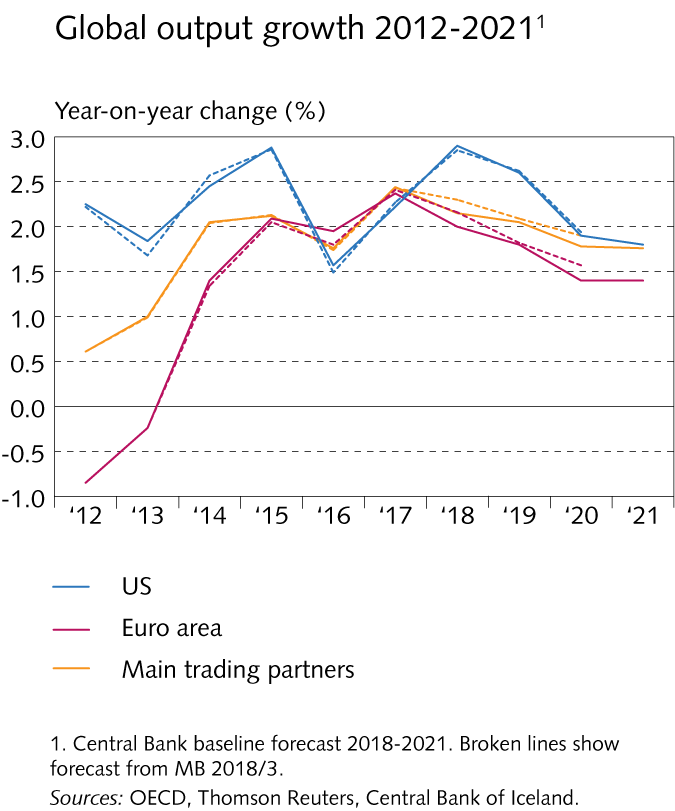 Global output growth 2012-2021¹
Year-on-year change (%)
3.0
2.5
2.0
1.5
1.0
0.5
0.0
-0.5
-1.0
‘12 ‘13 ‘14 ‘15 ‘16 ‘17 ‘18 ‘19 ‘20 ‘21
US
Euro area
Main trading partners
1. Central Bank baseline forecast 2018-2021. Broken lines show
forecast from MB 2018/3.
Sources: OECD, Thomson Reuters, Central Bank of Iceland.